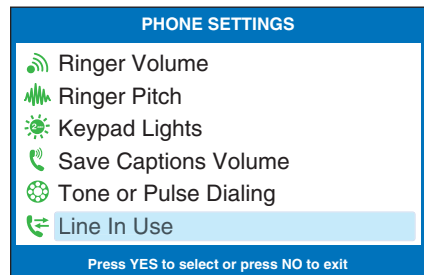 PHONE SETTINGS
Ringer Volume
Ringer Pitch
Keypad Lights
Save Captions Volume
Tone or Pulse Dialing
Line In Use
Press YES to select or press NO to exit